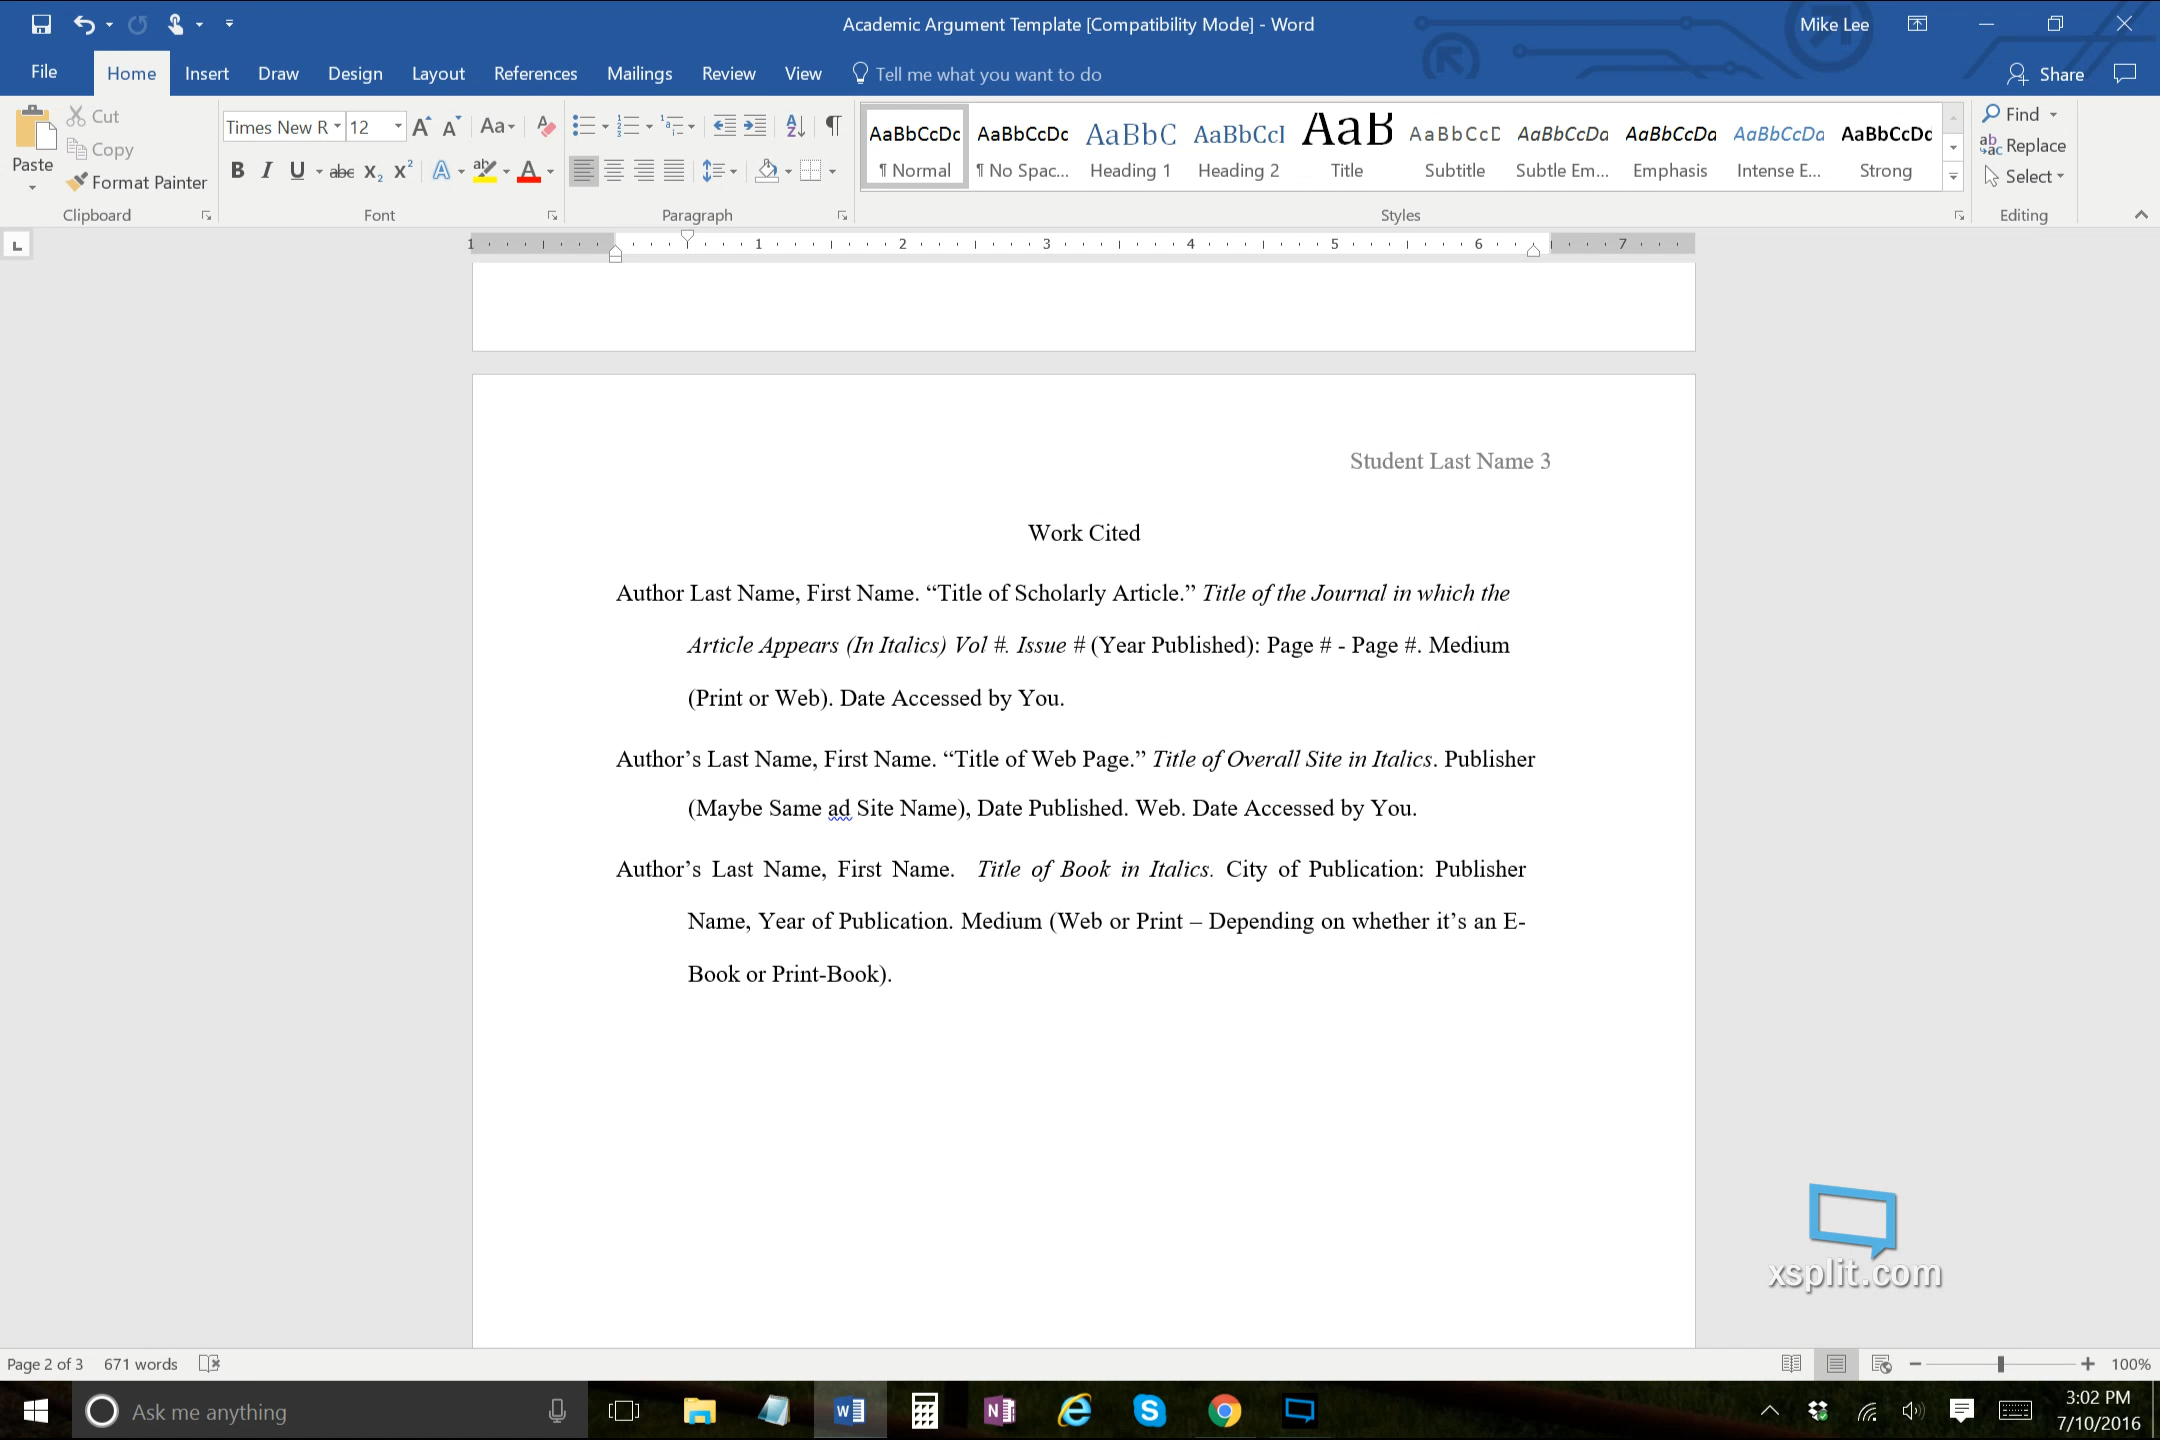 Academic Argument Template [Compatibility Mode] - Word
Mike Lee
File Home Insert Draw Design Layout References Mailings Review View Tell me what you want to do Share
Paste
Cut
Copy
Format Painter
Clipboard
Times New R 12
Font
Paragraph
AaBbCcDc AaBbCcDc AaBbC AaBbCcI AaB AaBbCcD AaBbCcDa AaBbCcDa AaBbCcDa AaBbCcDc
¶ Normal ¶ No Spac... Heading 1 Heading 2 Title Subtitle Subtle Em... Emphasis Intense E... Strong
Styles
Find
Replace
Select
Editing
1 1 2 3 4 5 6 7
Student Last Name 3
Work Cited
Author Last Name, First Name. “Title of Scholarly Article.” Title of the Journal in which the
Article Appears (In Italics) Vol #. Issue # (Year Published): Page # - Page #. Medium
(Print or Web). Date Accessed by You.
Author’s Last Name, First Name. “Title of Web Page.” Title of Overall Site in Italics. Publisher
(Maybe Same ad Site Name), Date Published. Web. Date Accessed by You.
Author’s Last Name, First Name. Title of Book in Italics. City of Publication: Publisher
Name, Year of Publication. Medium (Web or Print – Depending on whether it’s an E-
Book or Print-Book).
xsplit.com
Page 2 of 3 671 words 100%
Ask me anything
3:02 PM
7/10/2016